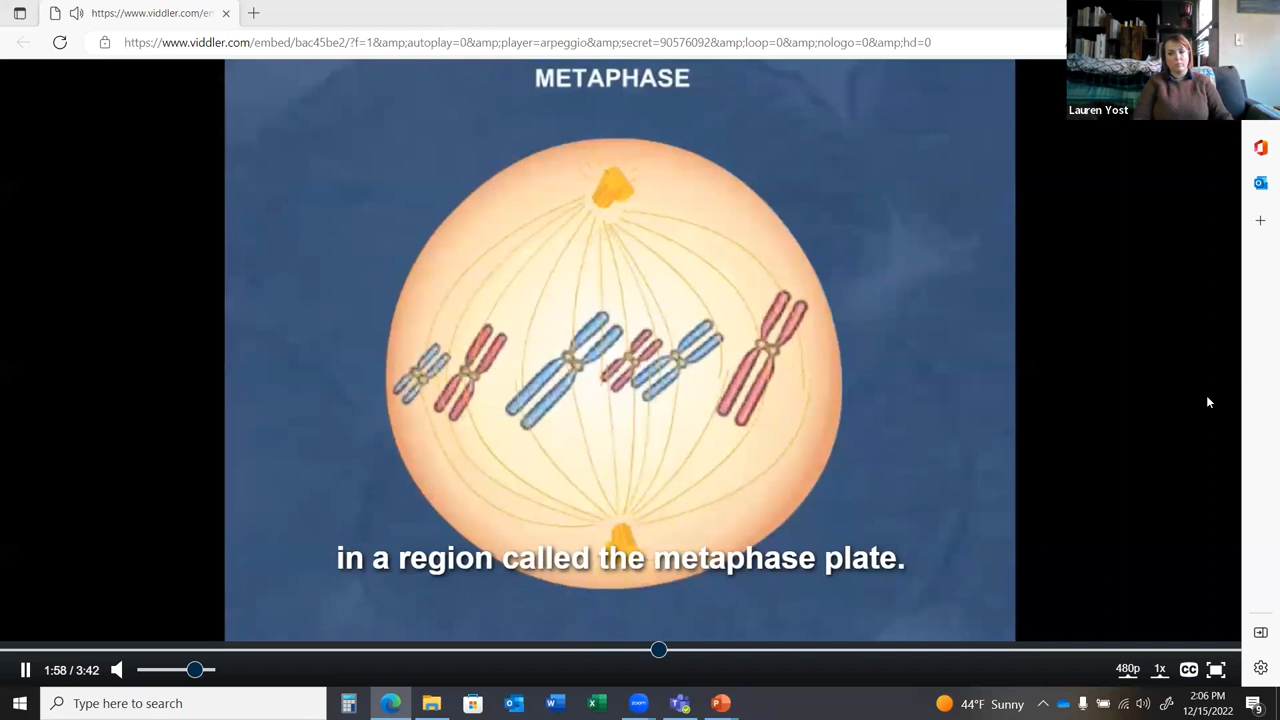 https://www.viddler.com/en
https://www.viddler.com/embed/bac45be2/?f=1&amp;autoplay=0&amp;player=arpeggio&amp;secret=90576092&amp;loop=0&amp;nologo=0&amp;hd=0
Lauren Yost
METAPHASE
in a region called the metaphase plate.
1:58 / 3:42
480p
1x
CC
Type here to search
zoom
44°F Sunny
2:06 PM
12/15/2022
9